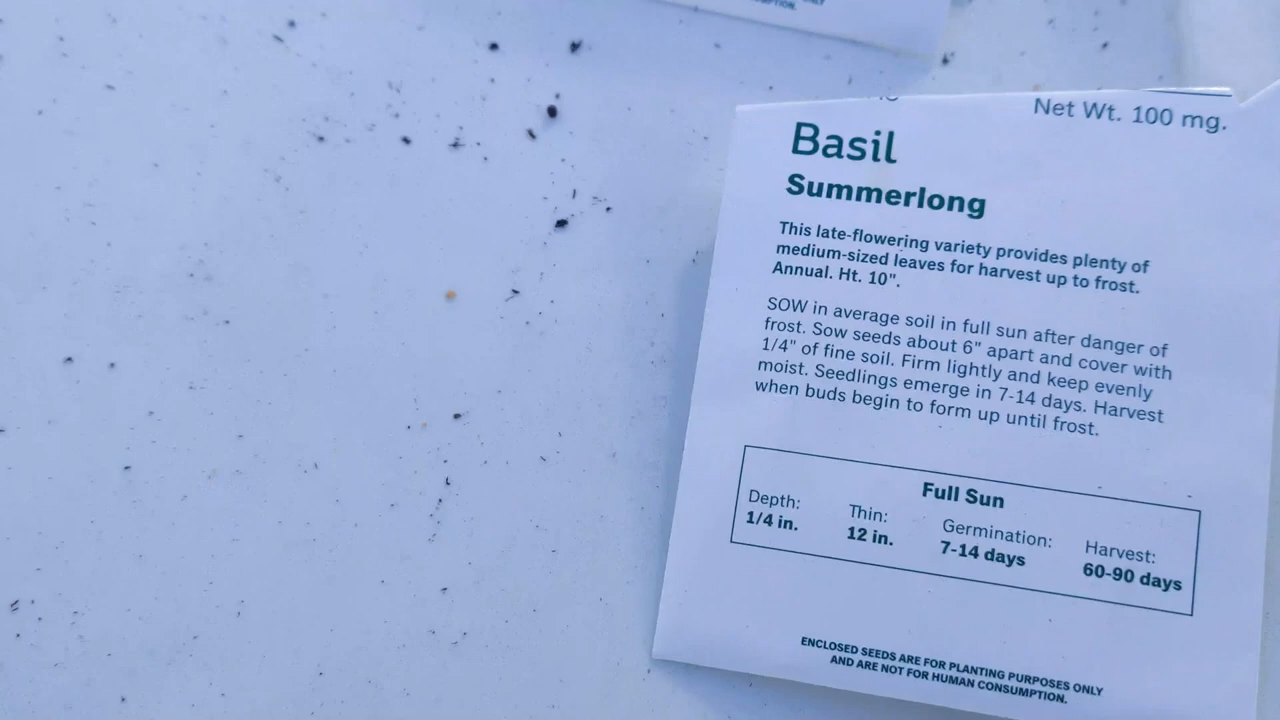 ONLY
Net Wt. 100 mg.
Basil
Summerlong
This late-flowering variety provides plenty of
medium-sized leaves for harvest up to frost.
Annual. Ht. 10".
SOW in average soil in full sun after danger of
frost. Sow seeds about 6" apart and cover with
1/4" of fine soil. Firm lightly and keep evenly
moist. Seedlings emerge in 7-14 days. Harvest
when buds begin to form up until frost.
Full Sun
Depth: Thin: Germination: Harvest:
1/4 in. 12 in. 7-14 days 60-90 days
ENCLOSED SEEDS ARE FOR PLANTING PURPOSES ONLY
AND ARE NOT FOR HUMAN CONSUMPTION.